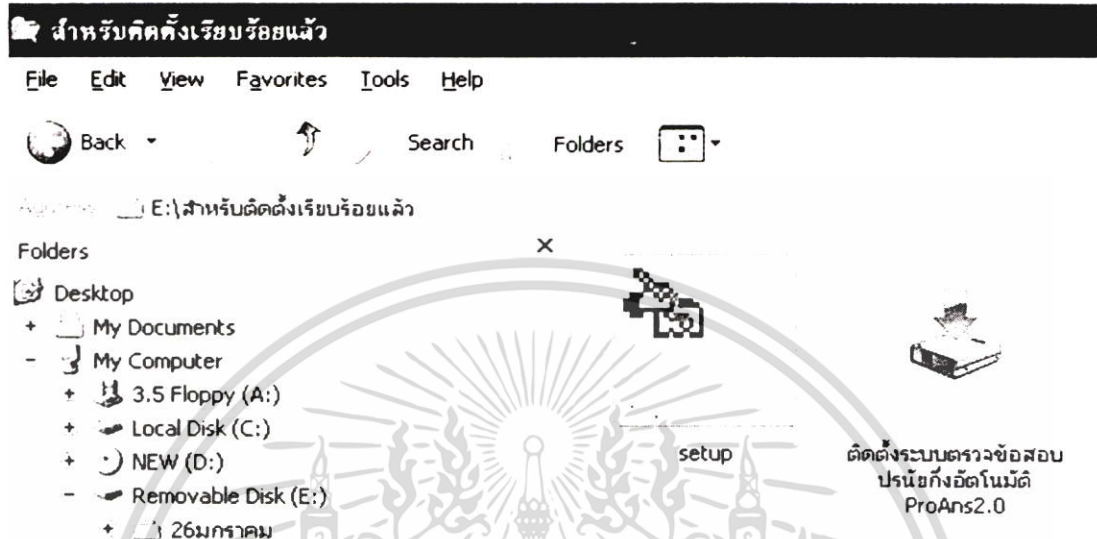 สำหรับติดตั้งเรียบร้อยแล้ว
File Edit View Favorites Tools Help
Back Search Folders
E:\สำหรับติดตั้งเรียบร้อยแล้ว
Folders
Desktop
My Documents
My Computer
3.5 Floppy (A:)
Local Disk (C:)
NEW (D:)
Removable Disk (E:)
26มกราคม
setup
ติดตั้งระบบตรวจข้อสอบ
ปรนัยกึ่งอัตโนมัติ
ProAns2.0